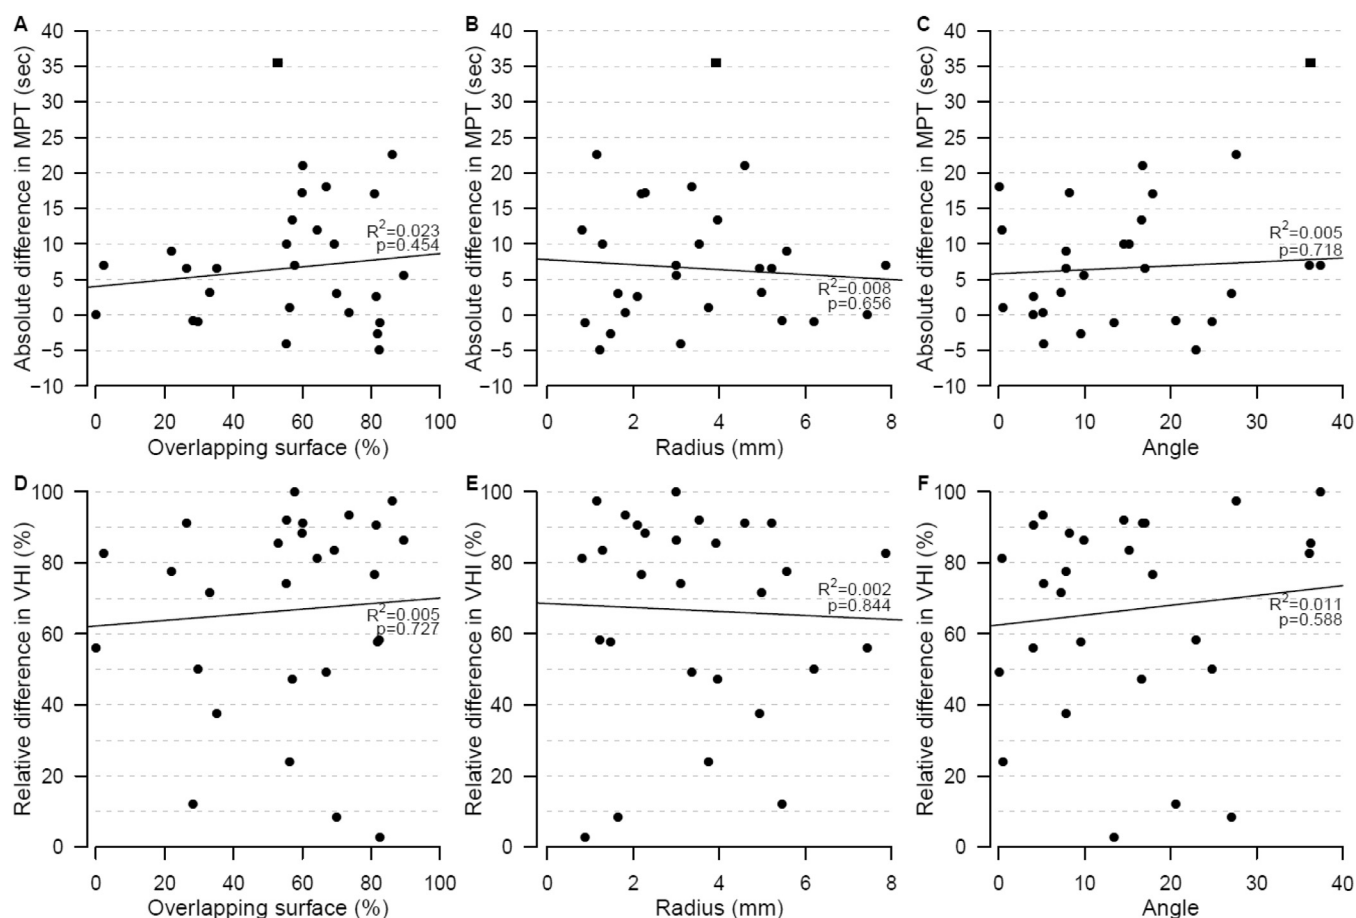 A
Absolute difference in MPT (sec)
40
35
30
25
20
15
10
5
0
−5
−10
R2=0.023
p=0.454
0 20 40 60 80 100
Overlapping surface (%)
B
Absolute difference in MPT (sec)
40
35
30
25
20
15
10
5
0
−5
−10
R2=0.008
p=0.656
0 2 4 6 8
Radius (mm)
C
Absolute difference in MPT (sec)
40
35
30
25
20
15
10
5
0
−5
−10
R2=0.005
p=0.718
0 10 20 30 40
Angle
D
Relative difference in VHI (%)
100
80
60
40
20
0
R2=0.005
p=0.727
0 20 40 60 80 100
Overlapping surface (%)
E
Relative difference in VHI (%)
100
80
60
40
20
0
R2=0.002
p=0.844
0 2 4 6 8
Radius (mm)
F
Relative difference in VHI (%)
100
80
60
40
20
0
R2=0.011
p=0.588
0 10 20 30 40
Angle